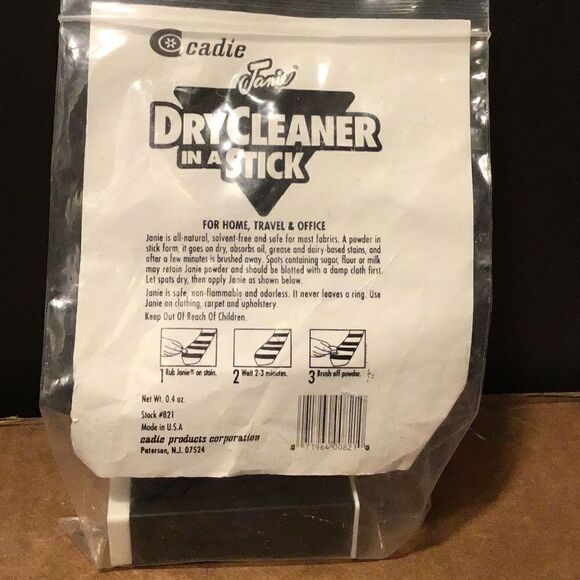 cadie
Janie®
DRY CLEANER
IN A STICK
FOR HOME, TRAVEL & OFFICE
Janie is all-natural, solvent-free and safe for most fabrics. A powder in
stick form, it goes on dry, absorbs oil, grease and dairy-based stains, and
after a few minutes is brushed away. Spots containing sugar, flour or milk
may retain Janie powder and should be blotted with a damp cloth first.
Let spots dry, then apply Janie as shown below.
Janie is safe, non-flammable and odorless. It never leaves a ring. Use
Janie on clothing, carpet and upholstery.
Keep Out Of Reach Of Children.
1 Rub Janie® on stain.
2 Wait 2-3 minutes.
3 Brush off powder.
Net Wt. 0.4 oz.
Stock #821
Made in U.S.A
cadie products corporation
Paterson, N.J. 07524
0 71964 00821 0